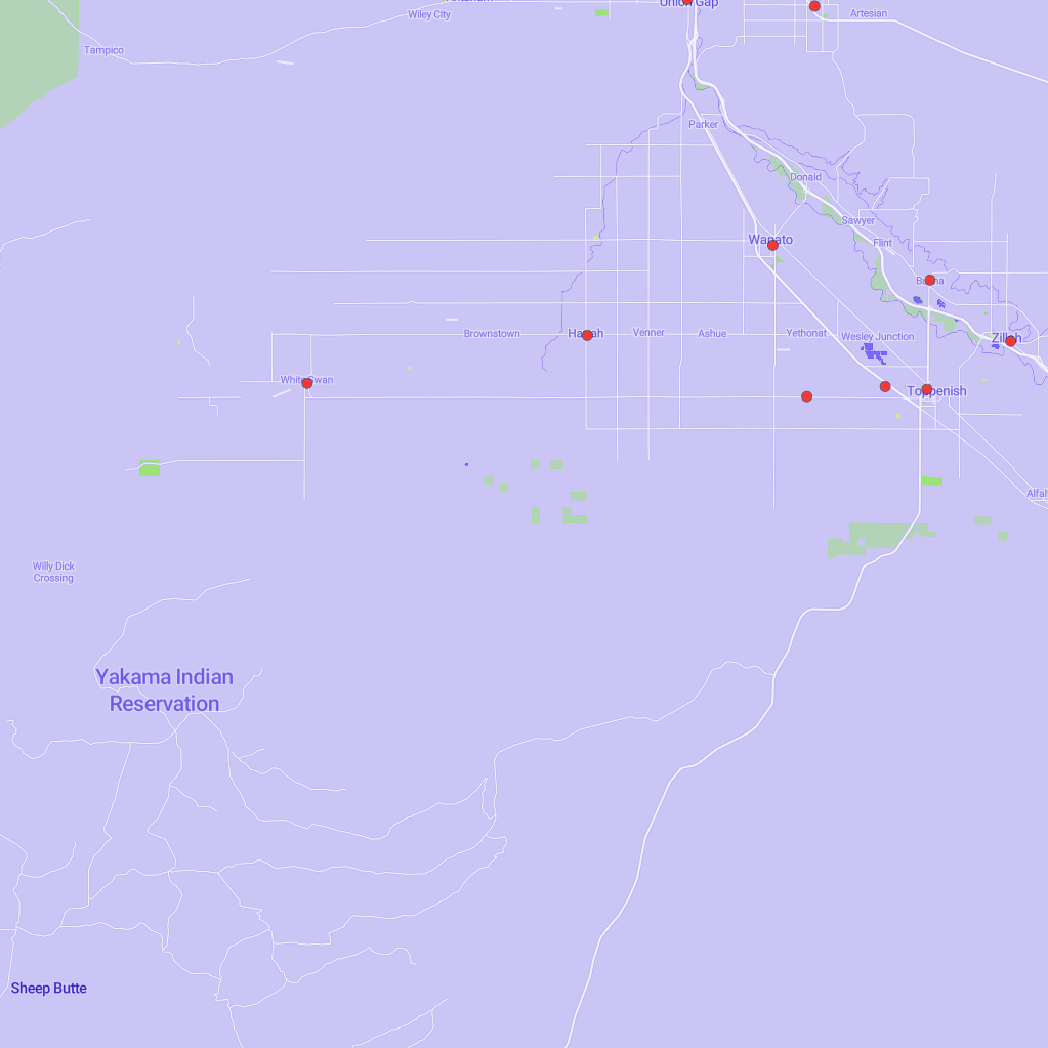 Wiley City
Union Gap
Artesian
Tampico
Parker
Donald
Sawyer
Wapato
Flint
Buena
Brownstown
Harrah
Venner
Ashue
Yethonat
Wesley Junction
Zillah
White Swan
Toppenish
Willy Dick
Crossing
Yakama Indian
Reservation
Sheep Butte